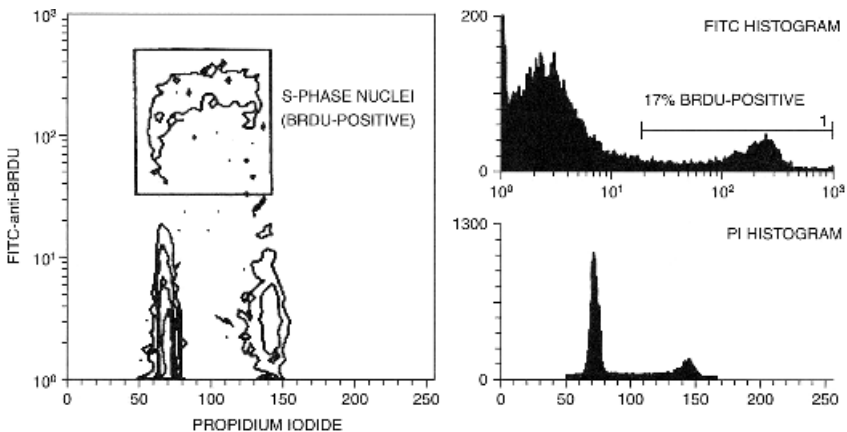 10³
10²
10¹
10⁰
FITC-anti-BRDU
0 50 100 150 200 250
PROPIDIUM IODIDE
S-PHASE NUCLEI
(BRDU-POSITIVE)
200
0
FITC HISTOGRAM
17% BRDU-POSITIVE
1
10⁰ 10¹ 10² 10³
1300
0
PI HISTOGRAM
0 50 100 150 200 250